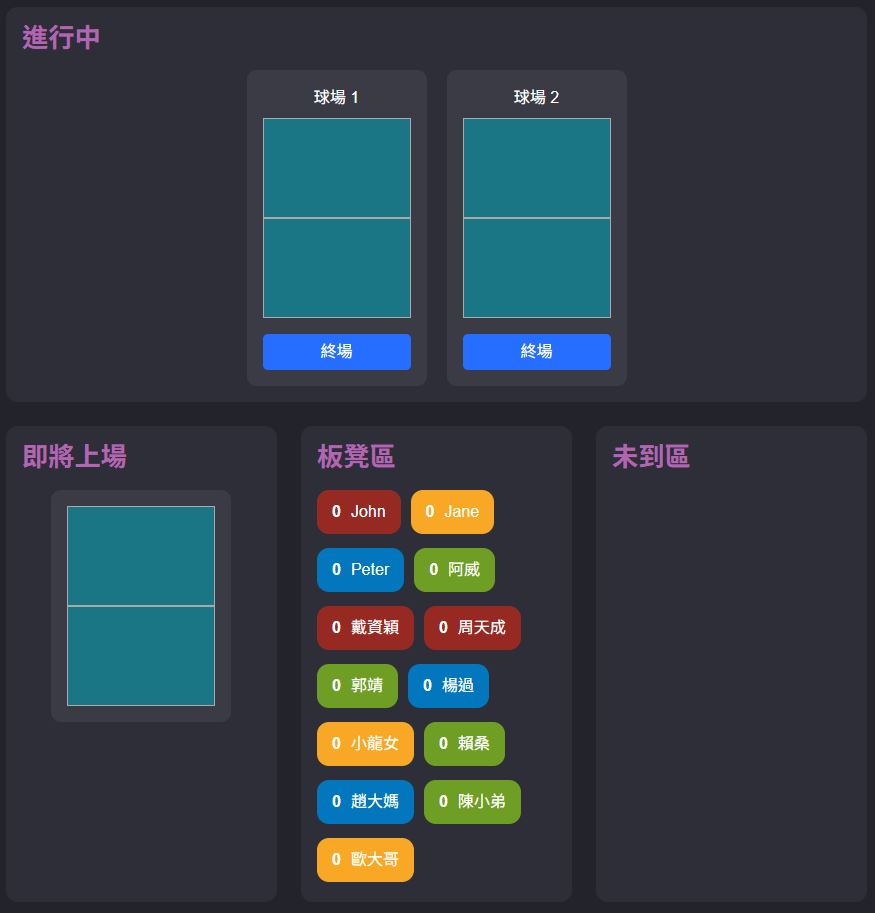 進行中
球場 1
球場 2
終場
終場
即將上場
板凳區
0 John
0 Jane
0 Peter
0 阿威
0 戴資穎
0 周天成
0 郭靖
0 楊過
0 小龍女
0 賴桑
0 趙大媽
0 陳小弟
0 歐大哥
未到區